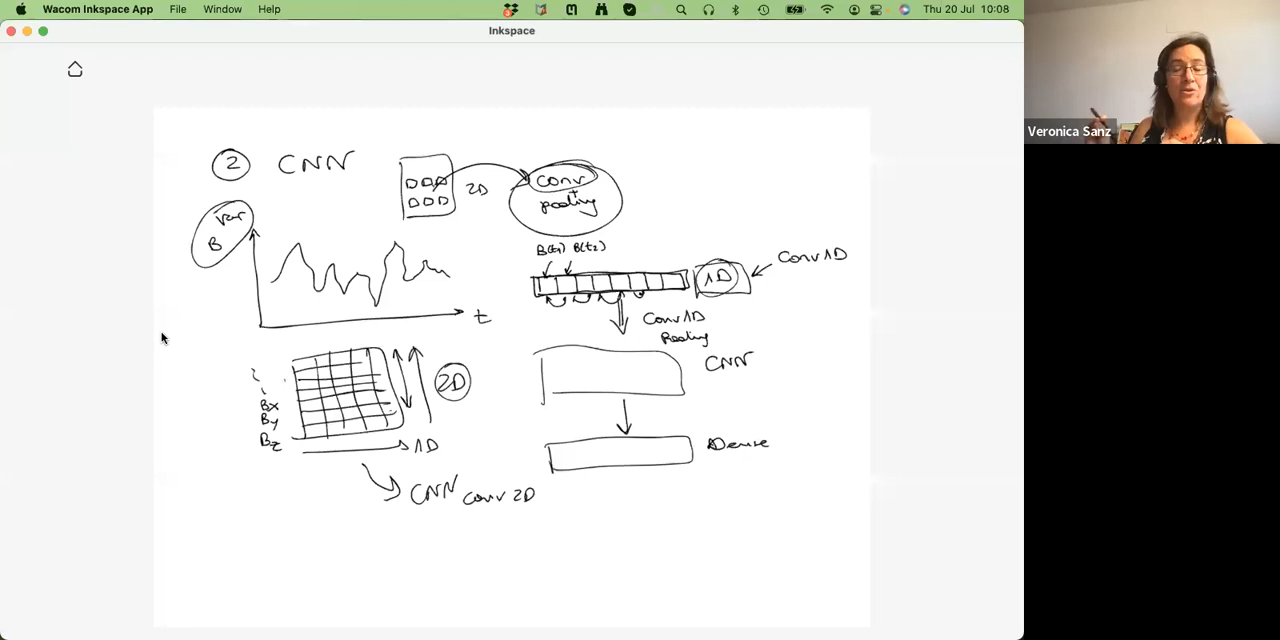 Wacom Inkspace App File Window Help Thu 20 Jul 10:08
Inkspace
Veronica Sanz
2 CNN
2D
conv
+
pooling
Var
B
t
B(t1) B(t2)
1D
Conv1D
Conv1D
Pooling
CNN
Dense
Bx
By
Bz
2D
1D
CNN conv 2D